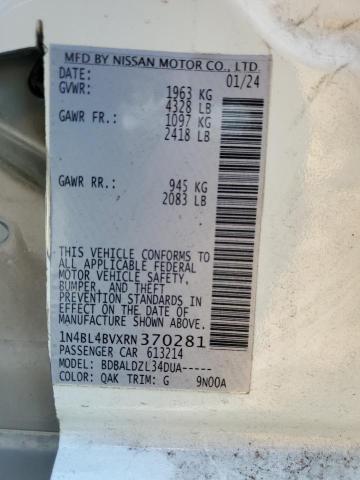 MFD BY NISSAN MOTOR CO., LTD.
DATE: 01/24
GVWR: 1963 KG
4328 LB
GAWR FR.: 1097 KG
2418 LB
GAWR RR.: 945 KG
2083 LB
THIS VEHICLE CONFORMS TO
ALL APPLICABLE FEDERAL
MOTOR VEHICLE SAFETY,
BUMPER, AND THEFT
PREVENTION STANDARDS IN
EFFECT ON THE DATE OF
MANUFACTURE SHOWN ABOVE.
1N4BL4BVXRN370281
PASSENGER CAR 613214
MODEL: BDBALDZL34DUA-----
COLOR: QAK TRIM: G 9N00A